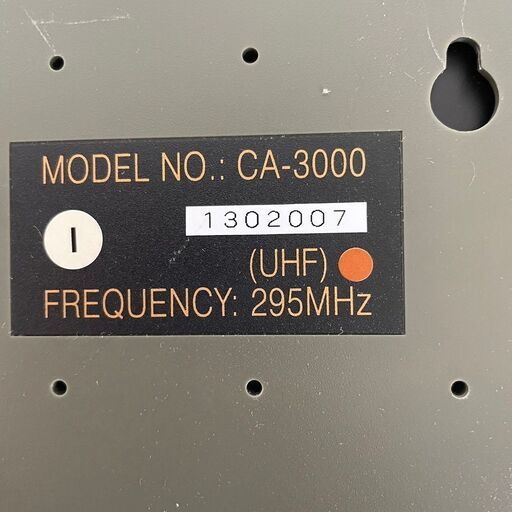 MODEL NO.: CA-3000
I
1302007
(UHF)
FREQUENCY: 295MHz